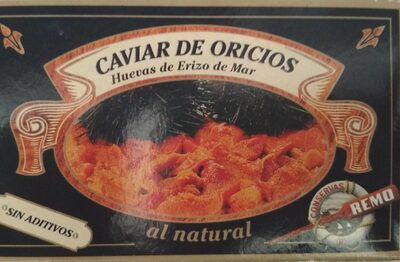 CAVIAR DE ORICIOS
Huevas de Erizo de Mar
SIN ADITIVOS
al natural
CONSERVAS
REMO